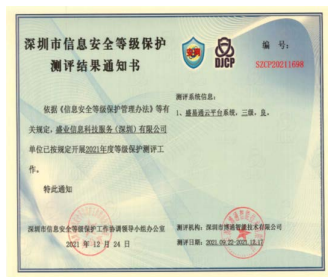 深圳市信息安全等级保护
测评结果通知书
DJCP
编 号:
依据《信息安全等级保护管理办法》等有
关规定，盛业信息科技服务（深圳）有限公司
单位已按规定开展2021年度等级保护测评工
作。
特此通知
深圳市信息安全等级保护工作协调领导小组办公室
2021 年 12 月 24 日
测评系统信息:
1、盛易通云平台系统，三级，良。
测评机构: 深圳市博通智能技术有限公司
测评日期: 2021.09.22-2021.12.17